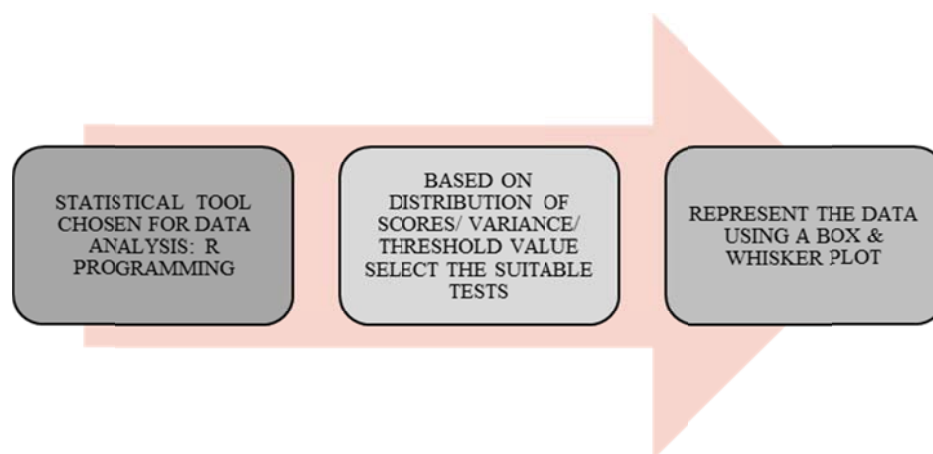 STATISTICAL TOOL
CHOSEN FOR DATA
ANALYSIS: R
PROGRAMMING
BASED ON
DISTRIBUTION OF
SCORES/ VARIANCE/
THRESHOLD VALUE
SELECT THE SUITABLE
TESTS
REPRESENT THE DATA
USING A BOX &
WHISKER PLOT